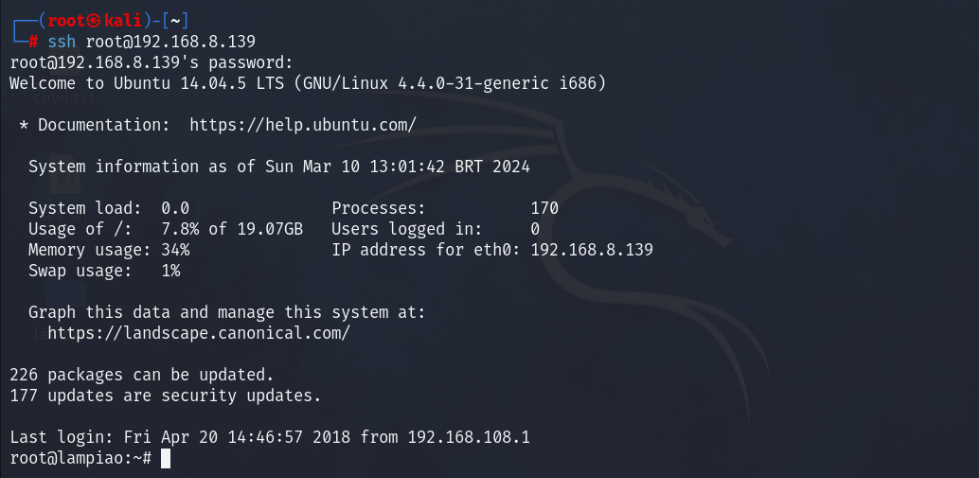 ┌──(root㉿kali)-[~]
└─# ssh root@192.168.8.139
root@192.168.8.139's password:
Welcome to Ubuntu 14.04.5 LTS (GNU/Linux 4.4.0-31-generic i686)
* Documentation:  https://help.ubuntu.com/
System information as of Sun Mar 10 13:01:42 BRT 2024
System load:  0.0               Processes:           170
Usage of /:   7.8% of 19.07GB   Users logged in:     0
Memory usage: 34%               IP address for eth0: 192.168.8.139
Swap usage:   1%
Graph this data and manage this system at:
https://landscape.canonical.com/
226 packages can be updated.
177 updates are security updates.
Last login: Fri Apr 20 14:46:57 2018 from 192.168.108.1
root@lampiao:~#